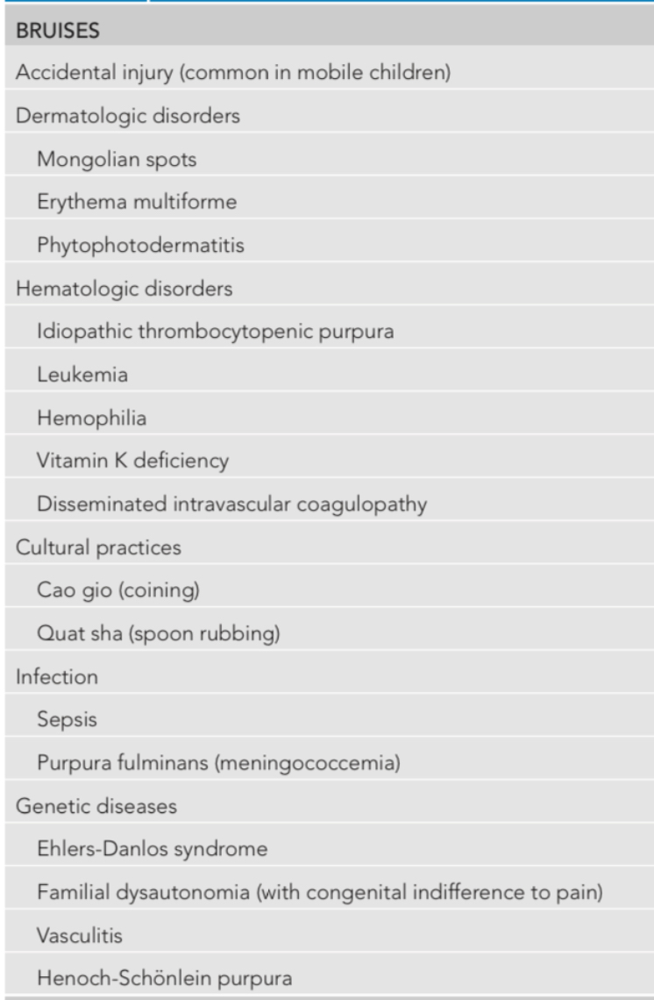 BRUISES
Accidental injury (common in mobile children)
Dermatologic disorders
Mongolian spots
Erythema multiforme
Phytophotodermatitis
Hematologic disorders
Idiopathic thrombocytopenic purpura
Leukemia
Hemophilia
Vitamin K deficiency
Disseminated intravascular coagulopathy
Cultural practices
Cao gio (coining)
Quat sha (spoon rubbing)
Infection
Sepsis
Purpura fulminans (meningococcemia)
Genetic diseases
Ehlers-Danlos syndrome
Familial dysautonomia (with congenital indifference to pain)
Vasculitis
Henoch-Schönlein purpura